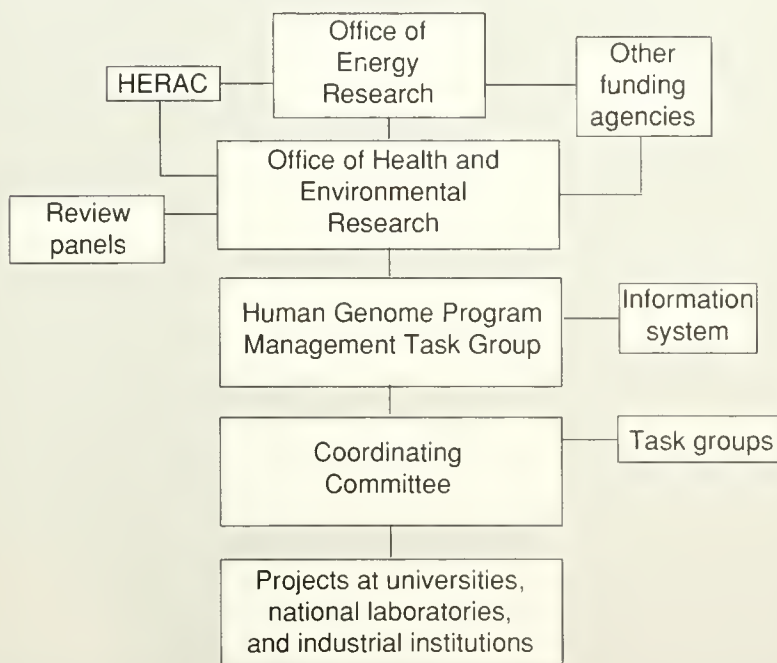 Office of
Energy
Research
HERAC
Other
funding
agencies
Office of Health and
Environmental
Research
Review
panels
Human Genome Program
Management Task Group
Information
system
Coordinating
Committee
Task groups
Projects at universities,
national laboratories,
and industrial institutions